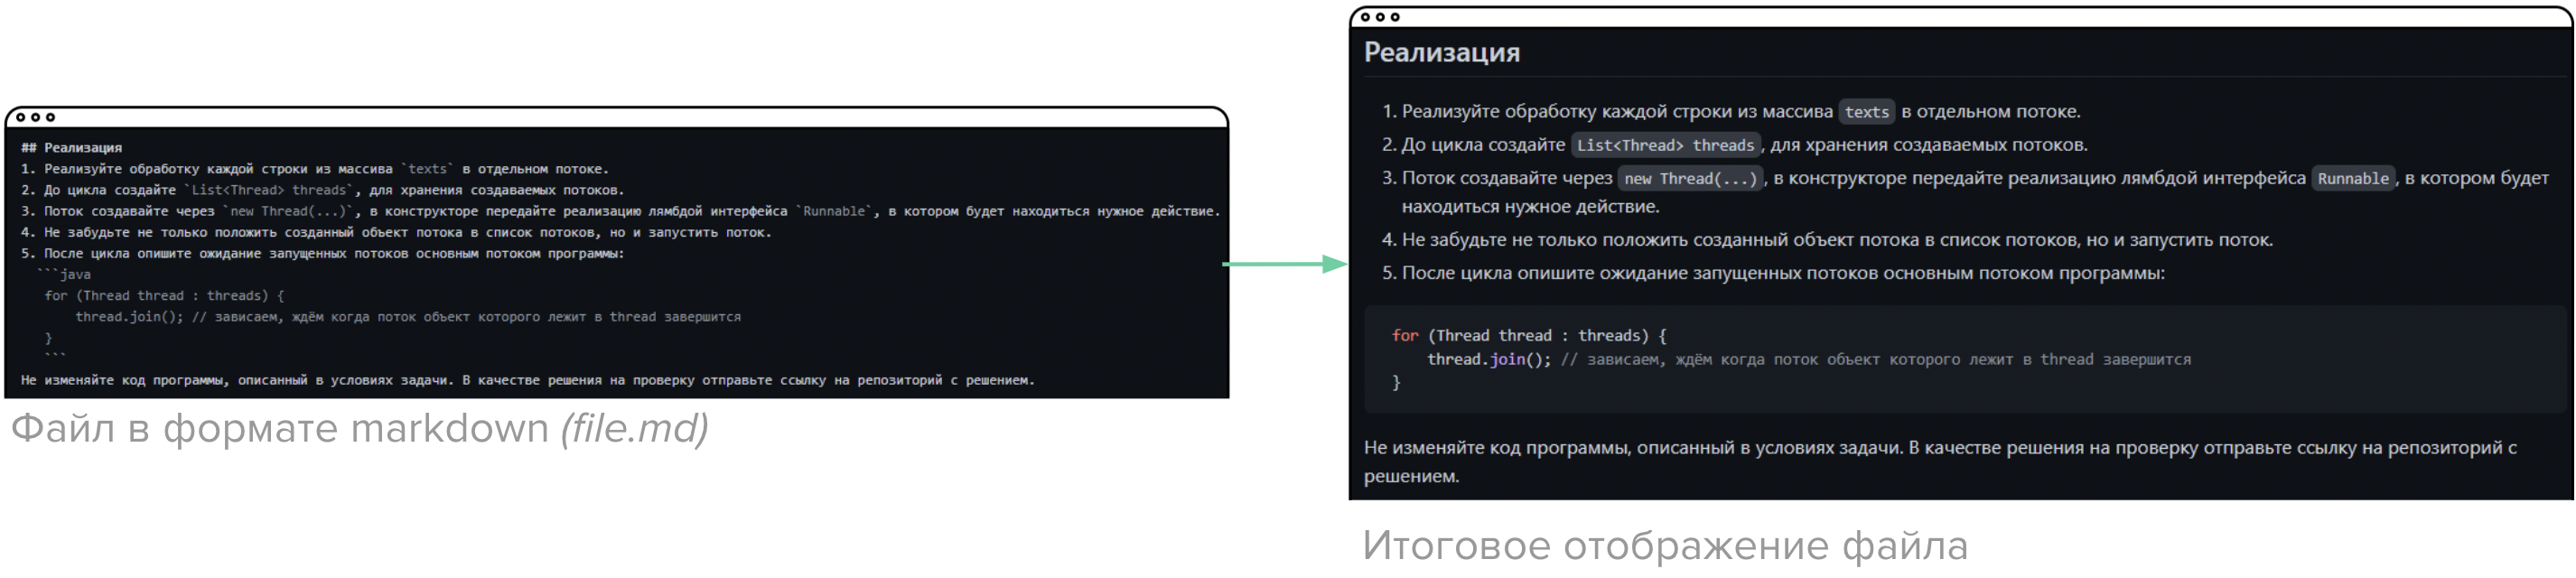 ## Реализация
1. Реализуйте обработку каждой строки из массива `texts` в отдельном потоке.
2. До цикла создайте `List<Thread> threads`, для хранения создаваемых потоков.
3. Поток создавайте через `new Thread(...)`, в конструкторе передайте реализацию лямбдой интерфейса `Runnable`, в котором будет находиться нужное действие.
4. Не забудьте не только положить созданный объект потока в список потоков, но и запустить поток.
5. После цикла опишите ожидание запущенных потоков основным потоком программы:
  ```java
   for (Thread thread : threads) {
       thread.join(); // зависаем, ждём когда поток объект которого лежит в thread завершится
   }
   ```
Не изменяйте код программы, описанный в условиях задачи. В качестве решения на проверку отправьте ссылку на репозиторий с решением.
Файл в формате markdown (file.md)
Реализация
1. Реализуйте обработку каждой строки из массива texts в отдельном потоке.
2. До цикла создайте List<Thread> threads, для хранения создаваемых потоков.
3. Поток создавайте через new Thread(...), в конструкторе передайте реализацию лямбдой интерфейса Runnable, в котором будет
находиться нужное действие.
4. Не забудьте не только положить созданный объект потока в список потоков, но и запустить поток.
5. После цикла опишите ожидание запущенных потоков основным потоком программы:
for (Thread thread : threads) {
    thread.join(); // зависаем, ждём когда поток объект которого лежит в thread завершится
}
Не изменяйте код программы, описанный в условиях задачи. В качестве решения на проверку отправьте ссылку на репозиторий с
решением.
Итоговое отображение файла